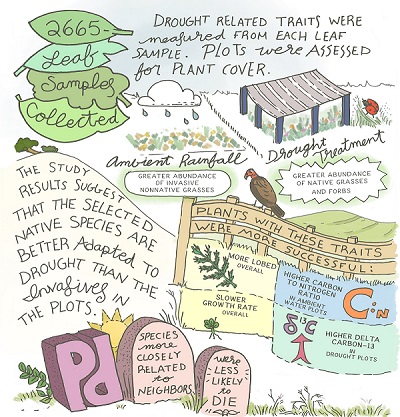 2665-
Leaf
Samples
Collected
DROUGHT RELATED TRAITS WERE
measured FROM EACH LEAF
SAMPLE. PLOTS were ASSESSED
for PLANT COVER.
Ambient Rainfall
GREATER ABUNDANCE
OF INVASIVE
NONNATIVE GRASSES
Drought Treatment
GREATER ABUNDANCE
OF NATIVE GRASSES
AND FORBS
THE STUDY
RESULTS SUGGEST
THAT THE SELECTED
NATIVE SPECIES ARE
BETTER Adapted TO
DROUGHT THAN THE
Invasives IN
THE PLOTS.
PLANTS WITH THESE TRAITS
WERE MORE SUCCESSFUL:
MORE LOBED
OVERALL
HIGHER CARBON
TO NITROGEN
RATIO
IN AMBIENT
WATER PLOTS
C:N
SLOWER
GROWTH RATE
OVERALL
δ13C
HIGHER DELTA
CARBON-13
IN
DROUGHT PLOTS
Pd
SPECIES
more
CLOSELY
RELATED TO
NEIGHBORS
were
LESS
likely
to
DIE